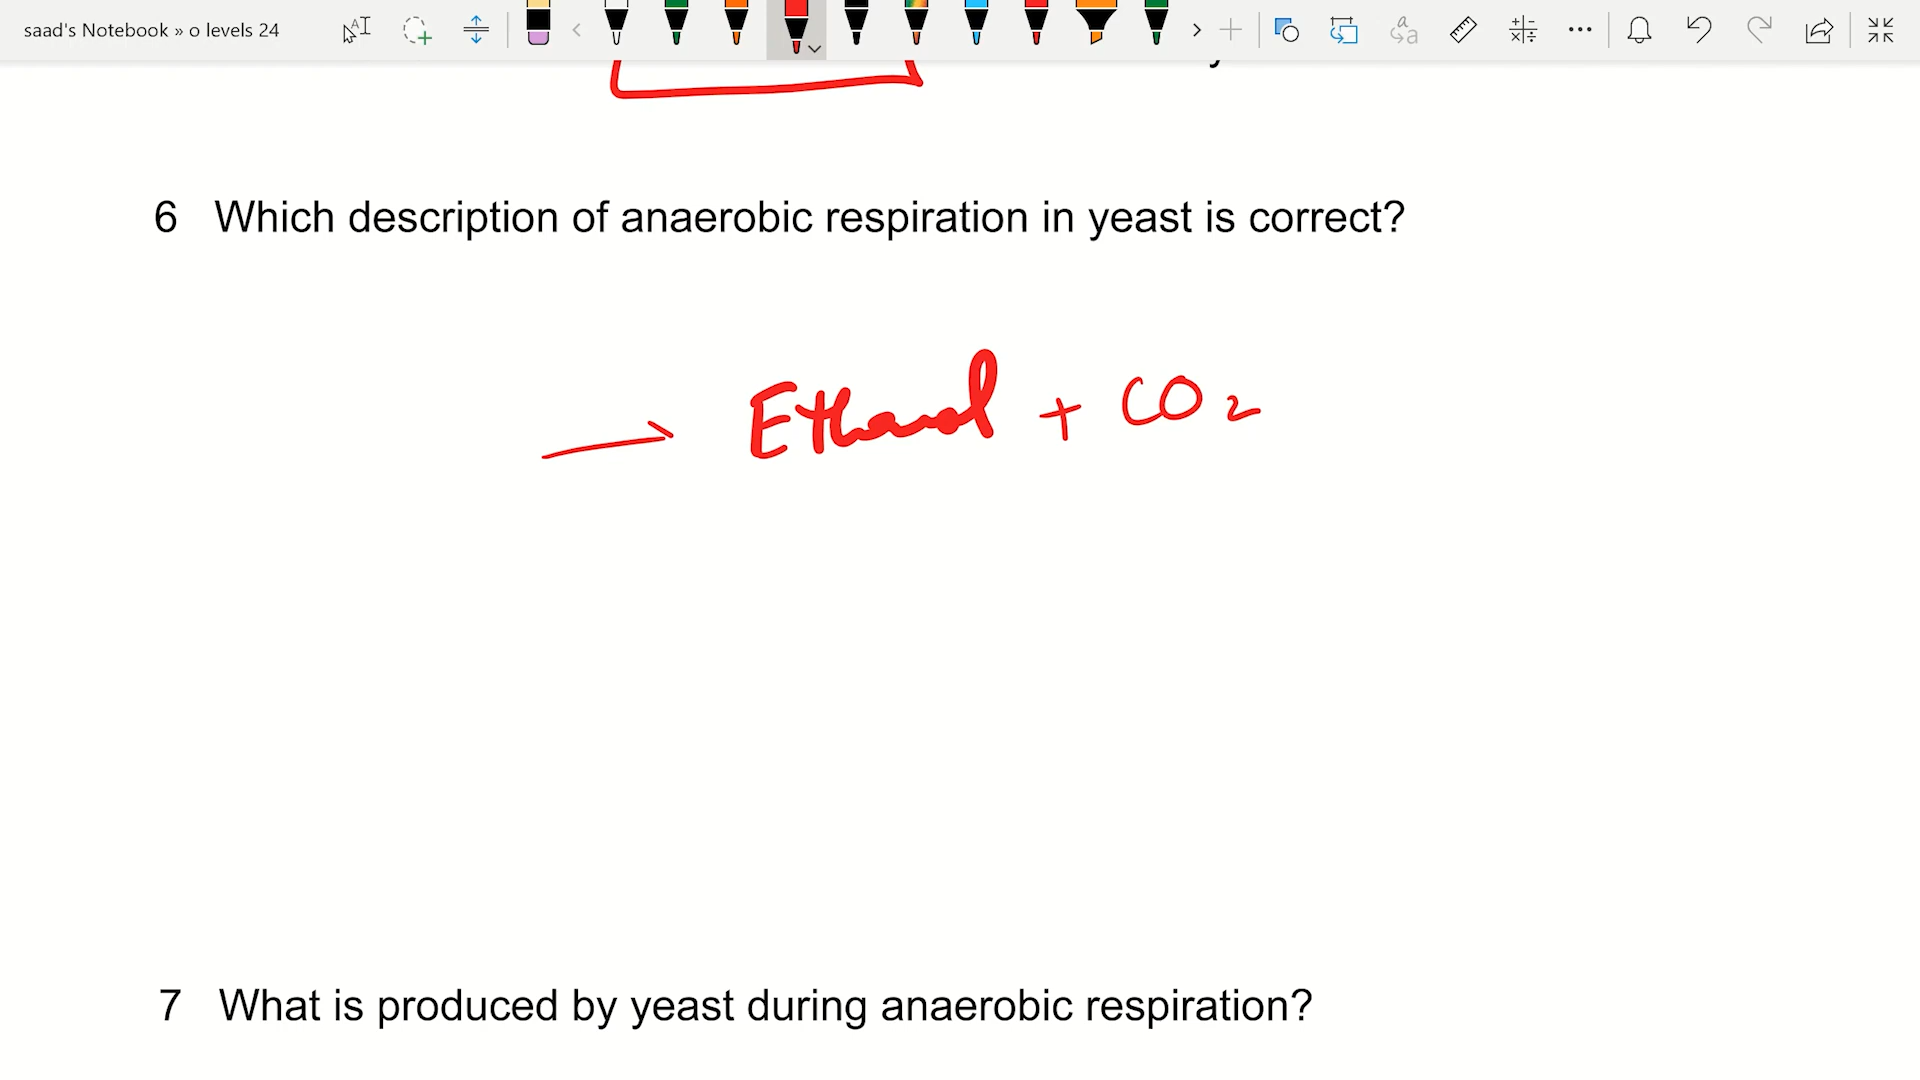 saad's Notebook » o levels 24
6 Which description of anaerobic respiration in yeast is correct?
→ Ethanol + CO2
7 What is produced by yeast during anaerobic respiration?